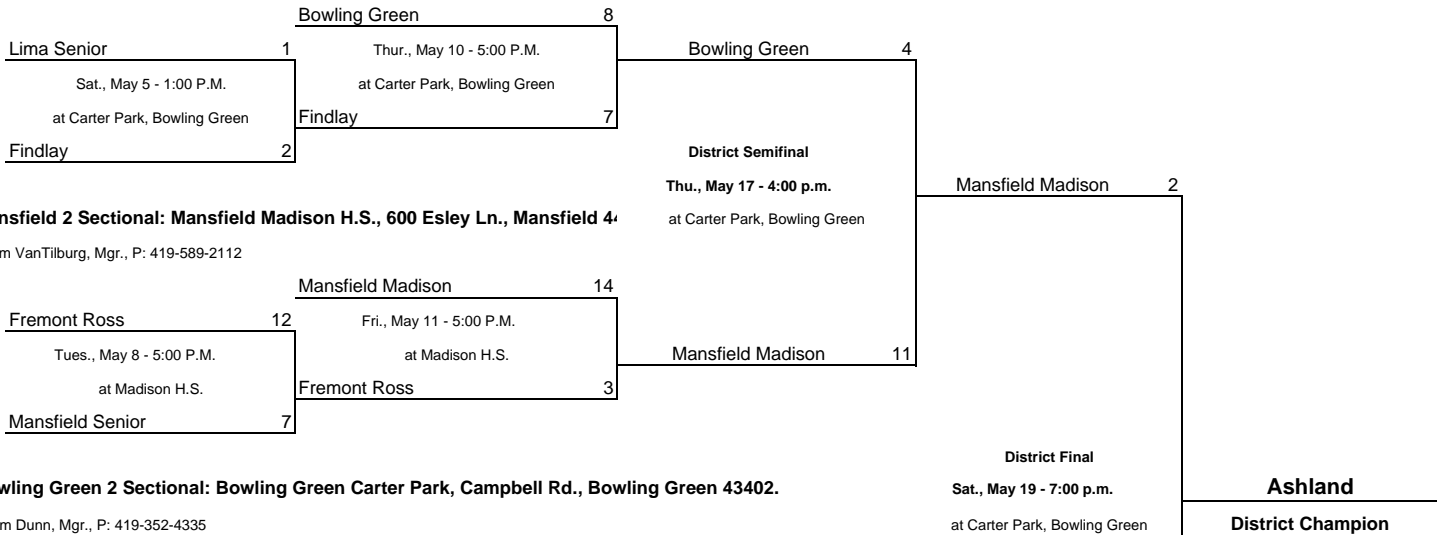 Bowling Green 8
Lima Senior 1
Thur., May 10 - 5:00 P.M.
Bowling Green 4
Sat., May 5 - 1:00 P.M.
at Carter Park, Bowling Green
at Carter Park, Bowling Green
Findlay 7
Findlay 2
District Semifinal
Thu., May 17 - 4:00 p.m.
Mansfield Madison 2
nsfield 2 Sectional: Mansfield Madison H.S., 600 Esley Ln., Mansfield 44
at Carter Park, Bowling Green
m VanTilburg, Mgr., P: 419-589-2112
Mansfield Madison 14
Fremont Ross 12
Fri., May 11 - 5:00 P.M.
Tues., May 8 - 5:00 P.M.
at Madison H.S.
Mansfield Madison 11
at Madison H.S.
Fremont Ross 3
Mansfield Senior 7
District Final
wling Green 2 Sectional: Bowling Green Carter Park, Campbell Rd., Bowling Green 43402.
Sat., May 19 - 7:00 p.m.
Ashland
m Dunn, Mgr., P: 419-352-4335
at Carter Park, Bowling Green
District Champion